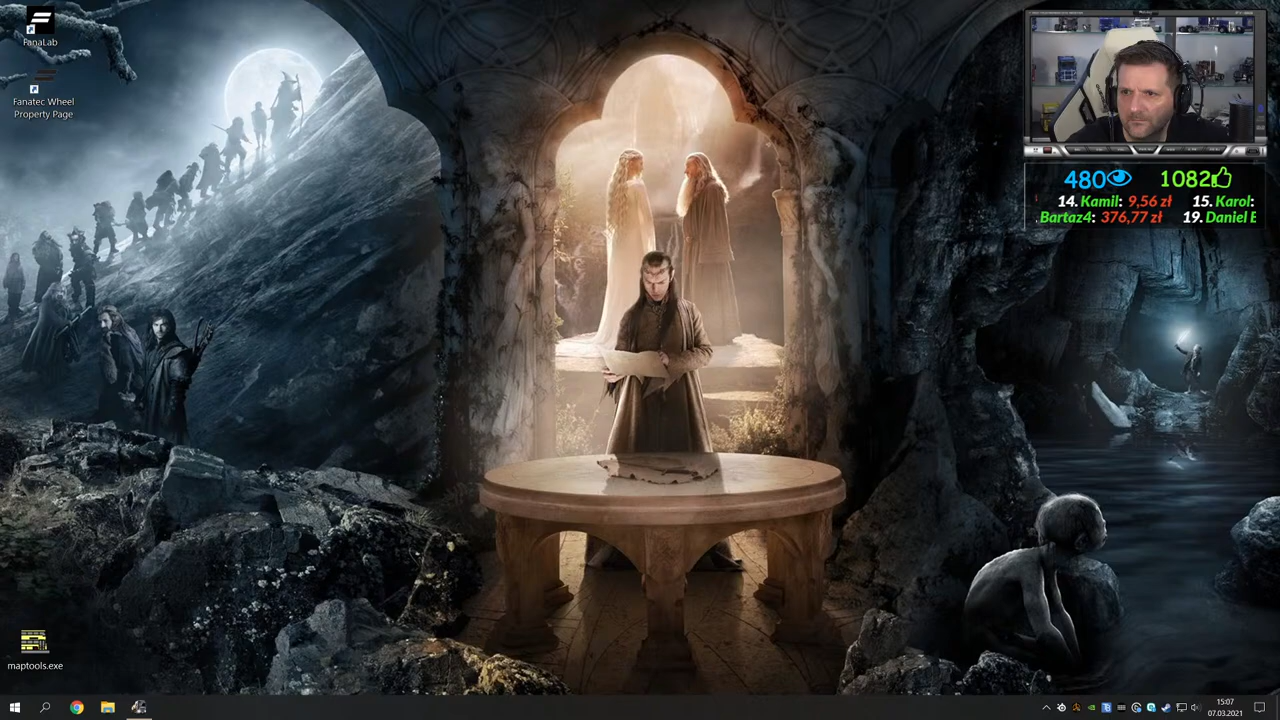 FanaLab
Fanatec Wheel
Property Page
480 1082
14. Kamil: 9,56 zł 15. Karol:
Bartaz4: 376,77 zł 19. Daniel E
maptools.exe
15:07
07.03.2021